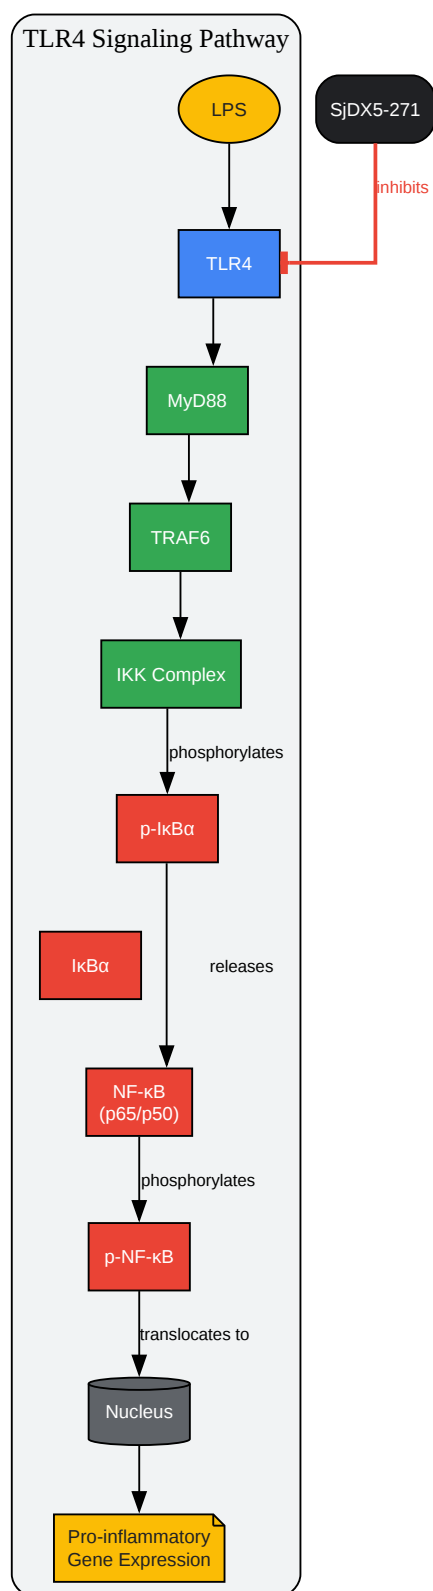 TLR4 Signaling Pathway
LPS
SjDX5-271
inhibits
TLR4
MyD88
TRAF6
IKK Complex
phosphorylates
p-IκBα
IκBα
releases
NF-κB
(p65/p50)
phosphorylates
p-NF-κB
translocates to
Nucleus
Pro-inflammatory
Gene Expression